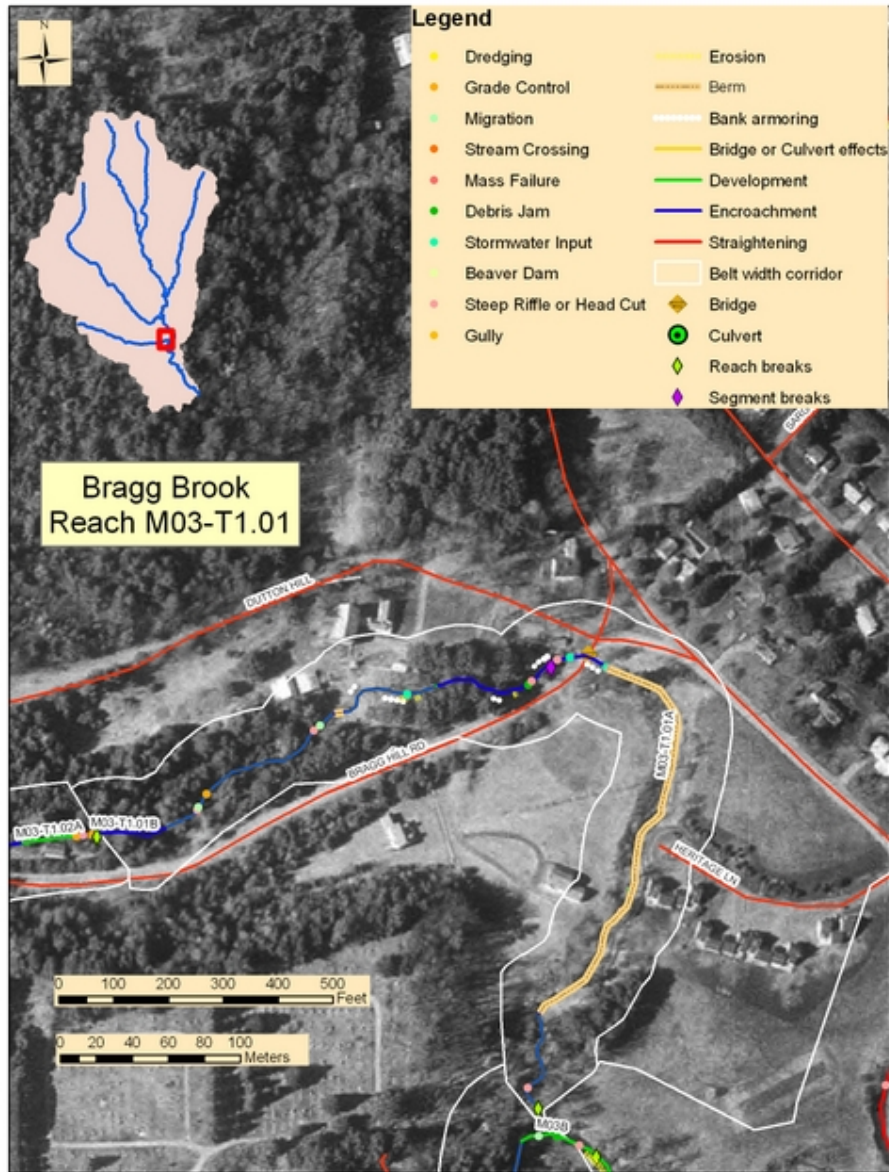 N
Legend
Dredging
Grade Control
Migration
Stream Crossing
Mass Failure
Debris Jam
Stormwater Input
Beaver Dam
Steep Riffle or Head Cut
Gully
Erosion
Berm
Bank armoring
Bridge or Culvert effects
Development
Encroachment
Straightening
Belt width corridor
Bridge
Culvert
Reach breaks
Segment breaks
Bragg Brook
Reach M03-T1.01
DUTTON HILL
BRAGG HILL RD
M03-T1.01A
M03-T1.02A
M03-T1.01B
HERITAGE LN
0 100 200 300 400 500
Feet
0 20 40 60 80 100
Meters
M03B